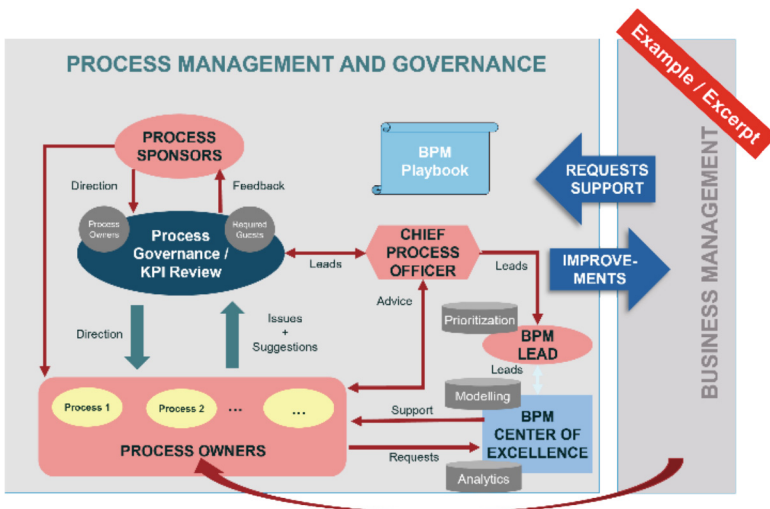 PROCESS MANAGEMENT AND GOVERNANCE
Example / Excerpt
PROCESS
SPONSORS
BPM
Playbook
REQUESTS
SUPPORT
Direction
Feedback
Process
Owners
Required
Guests
Process
Governance /
KPI Review
Leads
CHIEF
PROCESS
OFFICER
Leads
IMPROVE-
MENTS
BUSINESS MANAGEMENT
Advice
Direction
Issues
+
Suggestions
Prioritization
BPM
LEAD
Leads
Modelling
Process 1
Process 2
...
...
Support
BPM
CENTER OF
EXCELLENCE
PROCESS OWNERS
Requests
Analytics